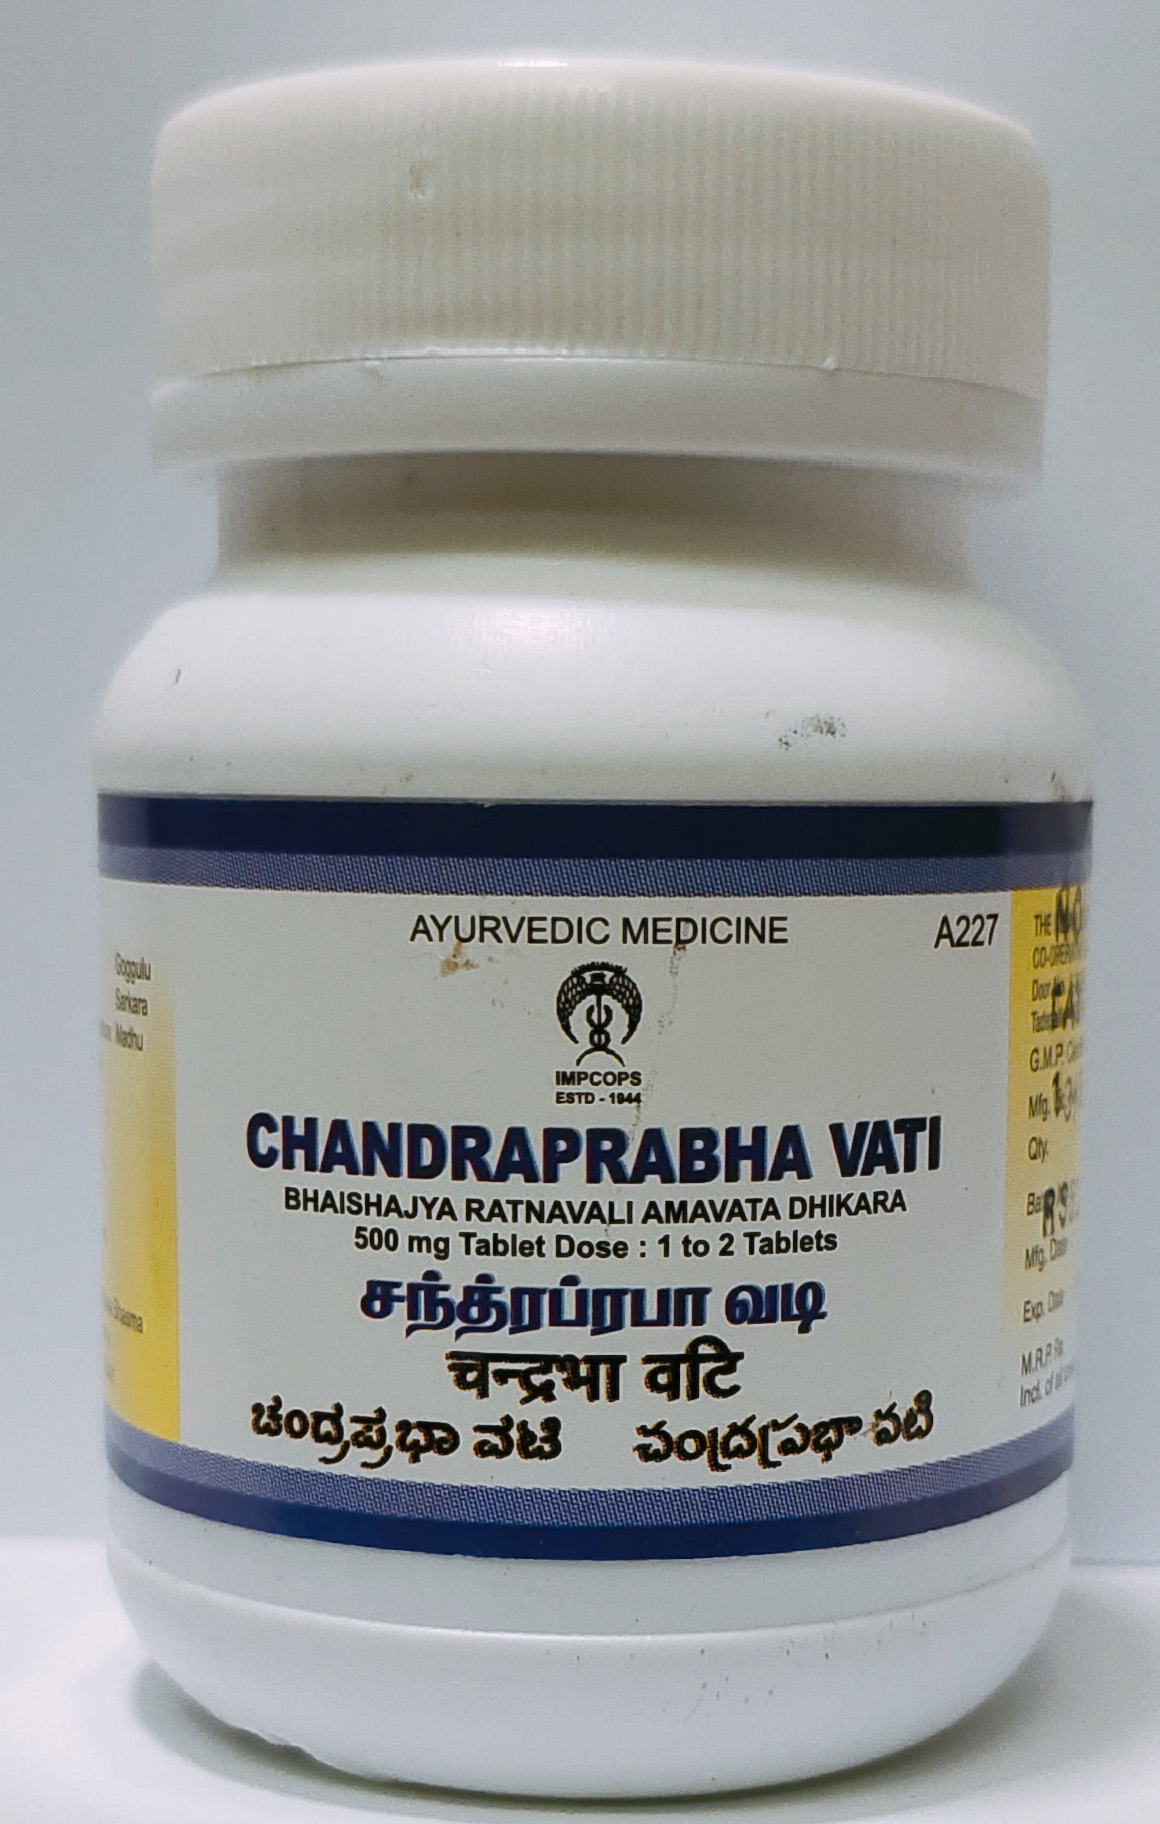 AYURVEDIC MEDICINE
A227
IMPCOPS
ESTD - 1944
CHANDRAPRABHA VATI
BHAISHAJYA RATNAVALI AMAVATA DHIKARA
500 mg Tablet Dose : 1 to 2 Tablets
சந்த்ரப்ரபா வடி
चन्द्रभा वटि
ಚಂದ್ರಪ್ರಭಾ ವಟಿ
చంద్రప్రభా వటి
Goggulu
Sarkara
Madhu
Bhasma
THE
G.M.P.
Mfg.
Qty.
Mfg. Date
Exp. Date
M.R.P. Rs.
Incl. of all